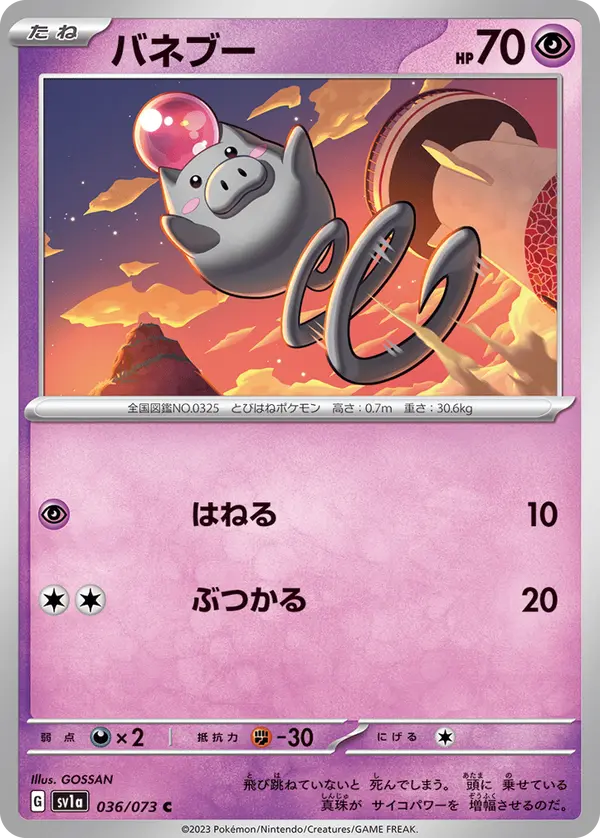 たね バネブー HP70
全国図鑑NO.0325 とびはねポケモン 高さ:0.7m 重さ:30.6kg
はねる 10
ぶつかる 20
弱点 ×2 抵抗力 -30 にげる
Illus. GOSSAN
飛び跳ねていないと 死んでしまう。 頭に 乗せている
G sv1a 036/073 C
真珠が サイコパワーを 増幅させるのだ。
©2023 Pokémon/Nintendo/Creatures/GAME FREAK.